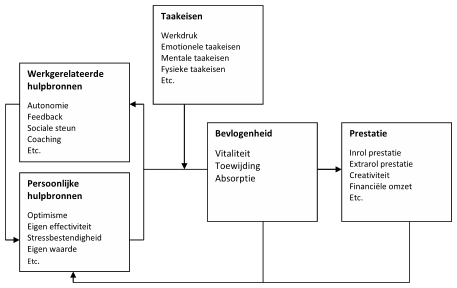 Taakeisen
Werkdruk
Emotionele taakeisen
Mentale taakeisen
Fysieke taakeisen
Etc.
Werkgerelateerde
hulpbronnen
Autonomie
Feedback
Sociale steun
Coaching
Etc.
Persoonlijke
hulpbronnen
Optimisme
Eigen effectiviteit
Stressbestendigheid
Eigen waarde
Etc.
Bevlogenheid
Vitaliteit
Toewijding
Absorptie
Prestatie
Inrol prestatie
Extrarol prestatie
Creativiteit
Financiële omzet
Etc.